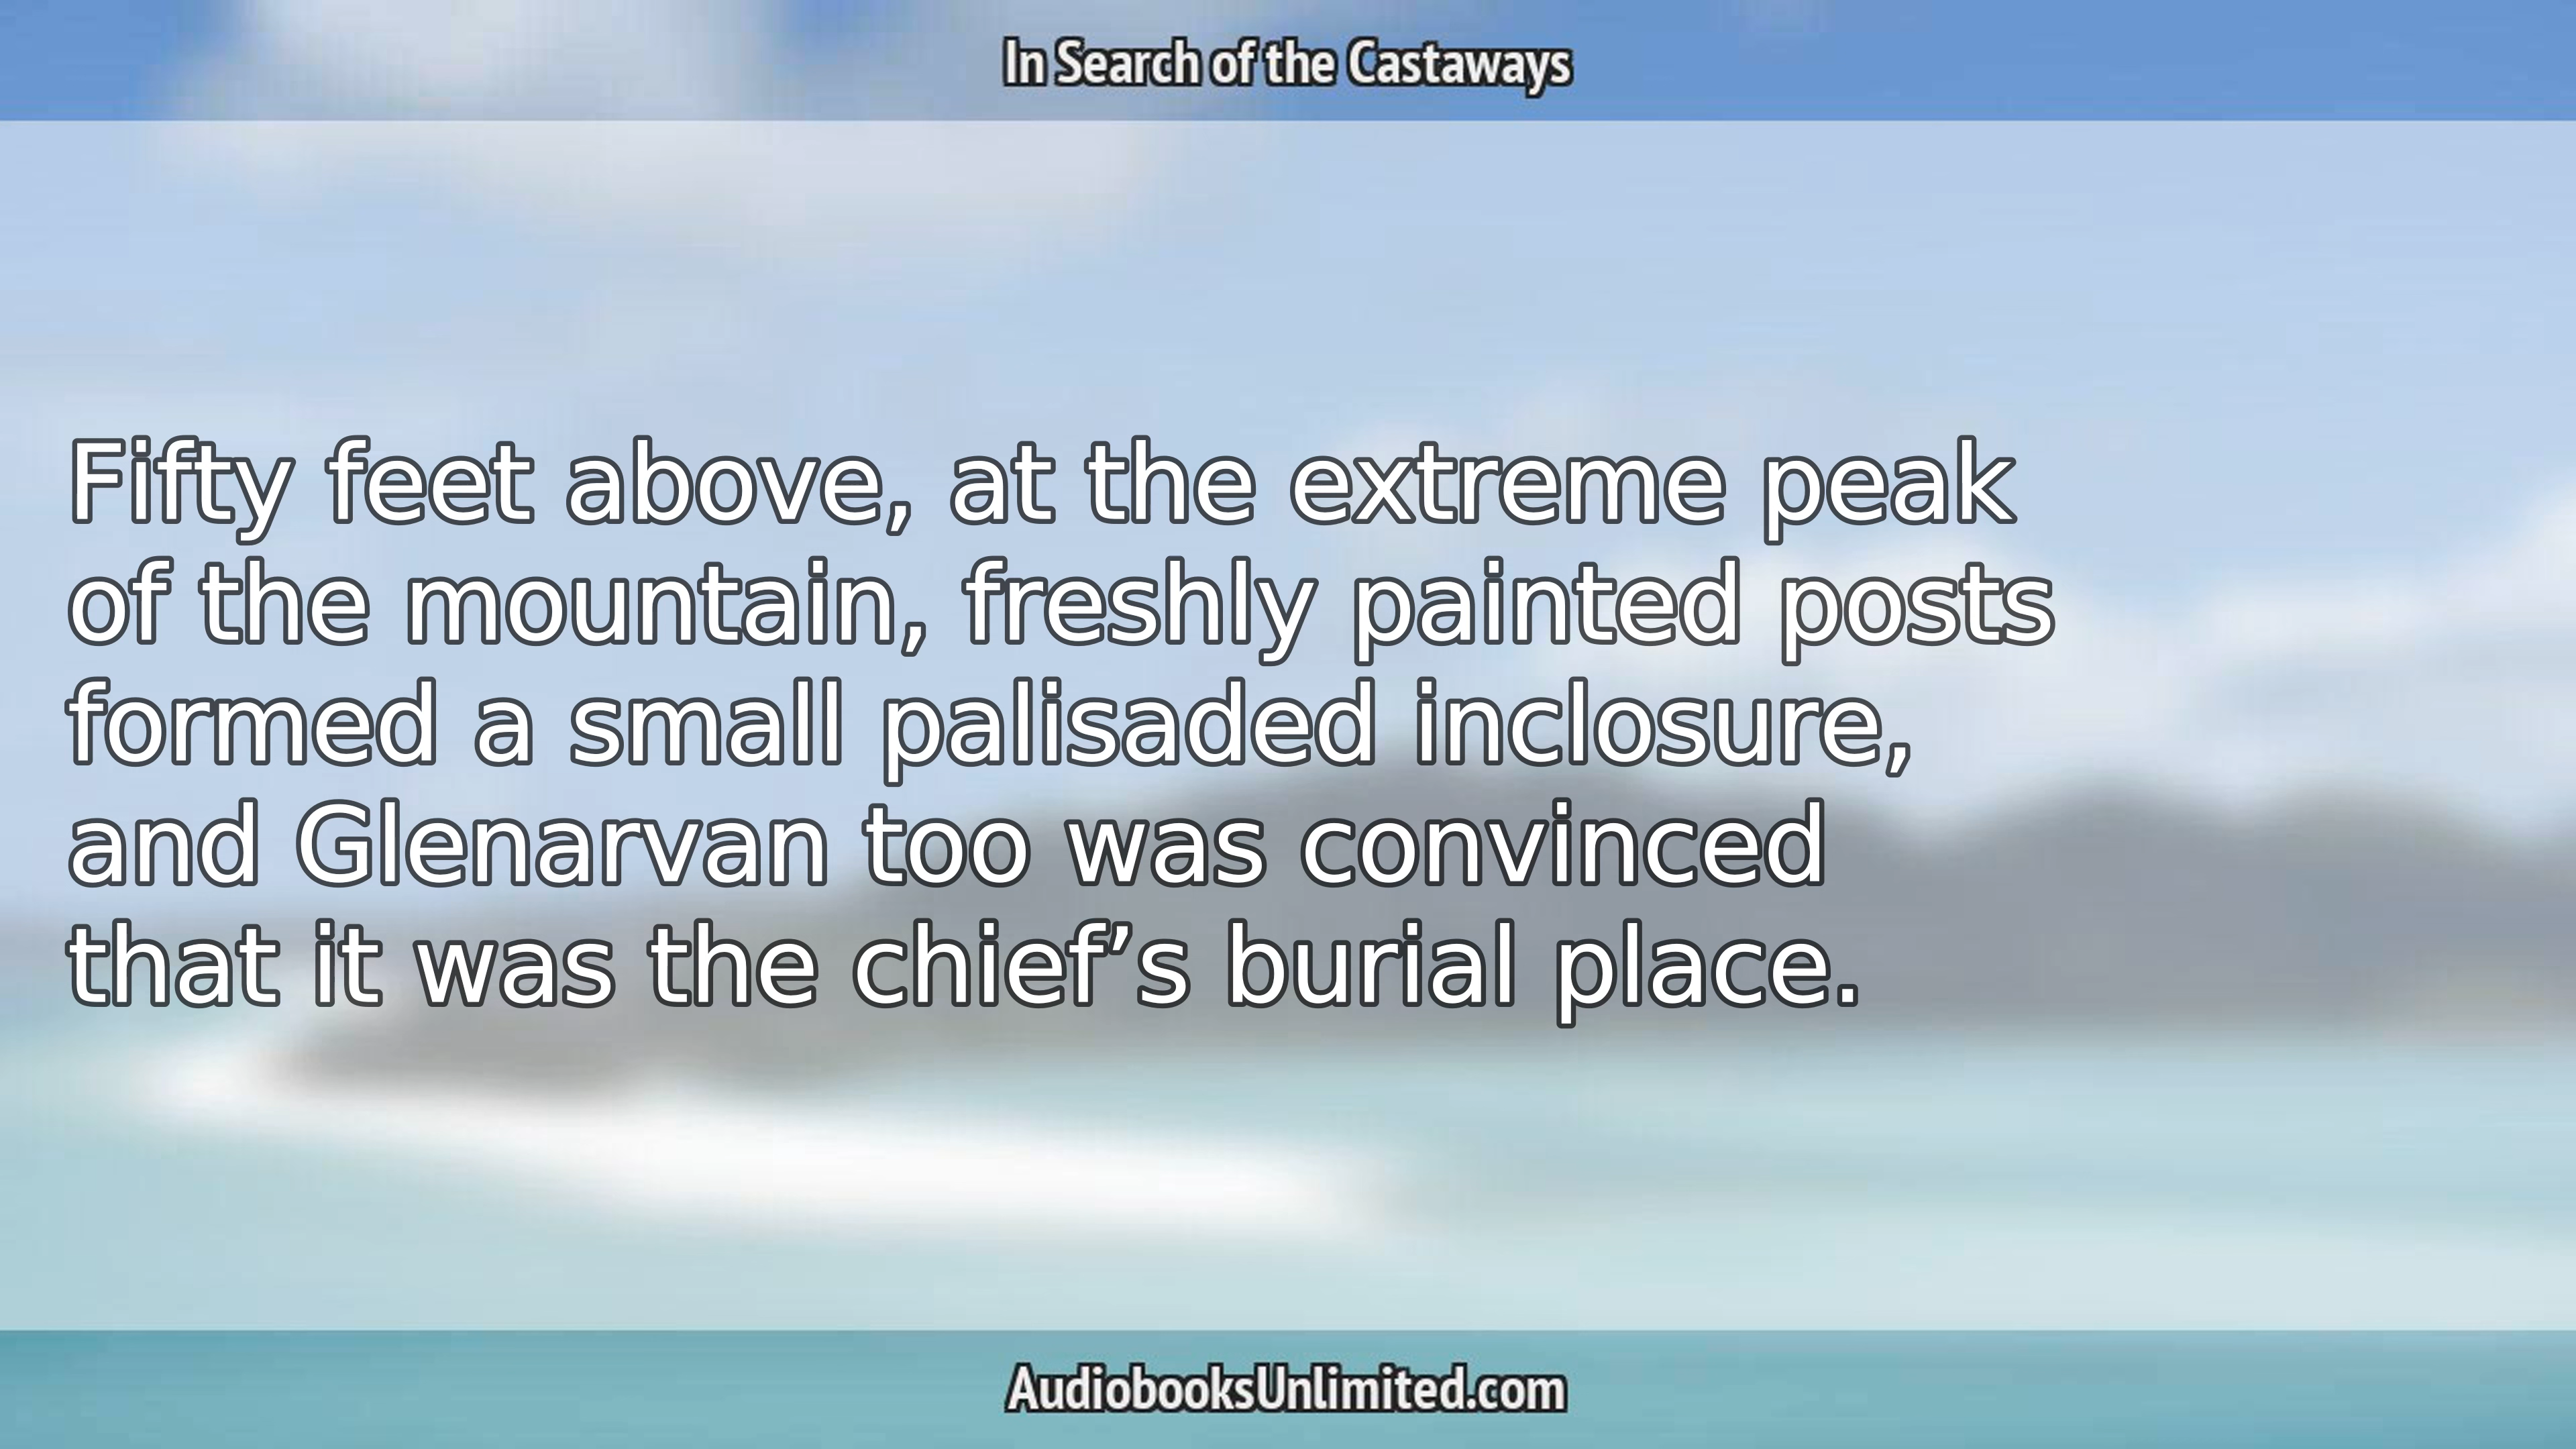 In Search of the Castaways
Fifty feet above, at the extreme peak
of the mountain, freshly painted posts
formed a small palisaded inclosure,
and Glenarvan too was convinced
that it was the chief’s burial place.
AudiobooksUnlimited.com